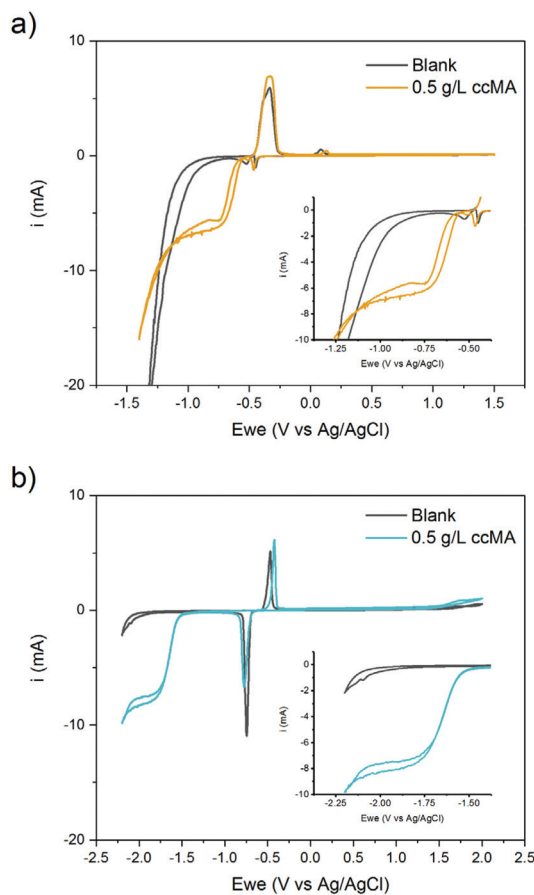 a)
10
0
-10
-20
i (mA)
Blank
0.5 g/L ccMA
0
-2
-4
-6
-8
-10
i (mA)
-1.25 -1.00 -0.75 -0.50
Ewe (V vs Ag/AgCl)
-1.5 -1.0 -0.5 0.0 0.5 1.0 1.5
Ewe (V vs Ag/AgCl)
b)
10
0
-10
-20
i (mA)
Blank
0.5 g/L ccMA
0
-2
-4
-6
-8
-10
i (mA)
-2.20 -2.00 -1.75 -1.50
Ewe (V vs Ag/AgCl)
-2.5 -2.0 -1.5 -1.0 -0.5 0.0 0.5 1.0 1.5 2.0 2.5
Ewe (V vs Ag/AgCl)